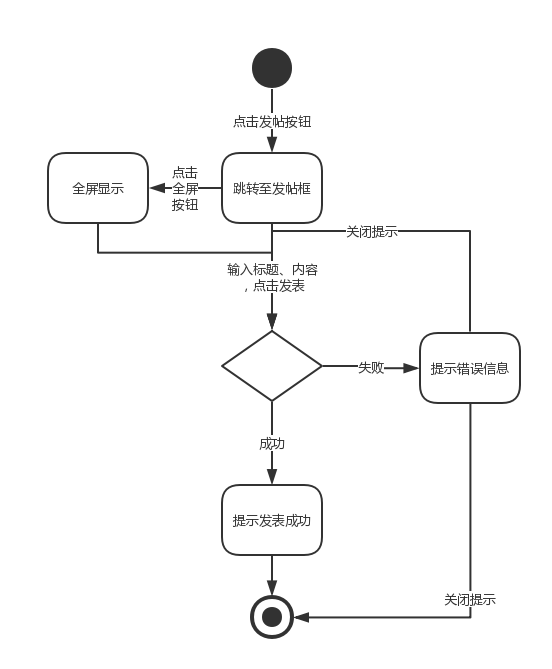 点击发帖按钮
全屏显示
点击
全屏
按钮
跳转至发帖框
关闭提示
输入标题、内容
，点击发表
失败
提示错误信息
成功
提示发表成功
关闭提示